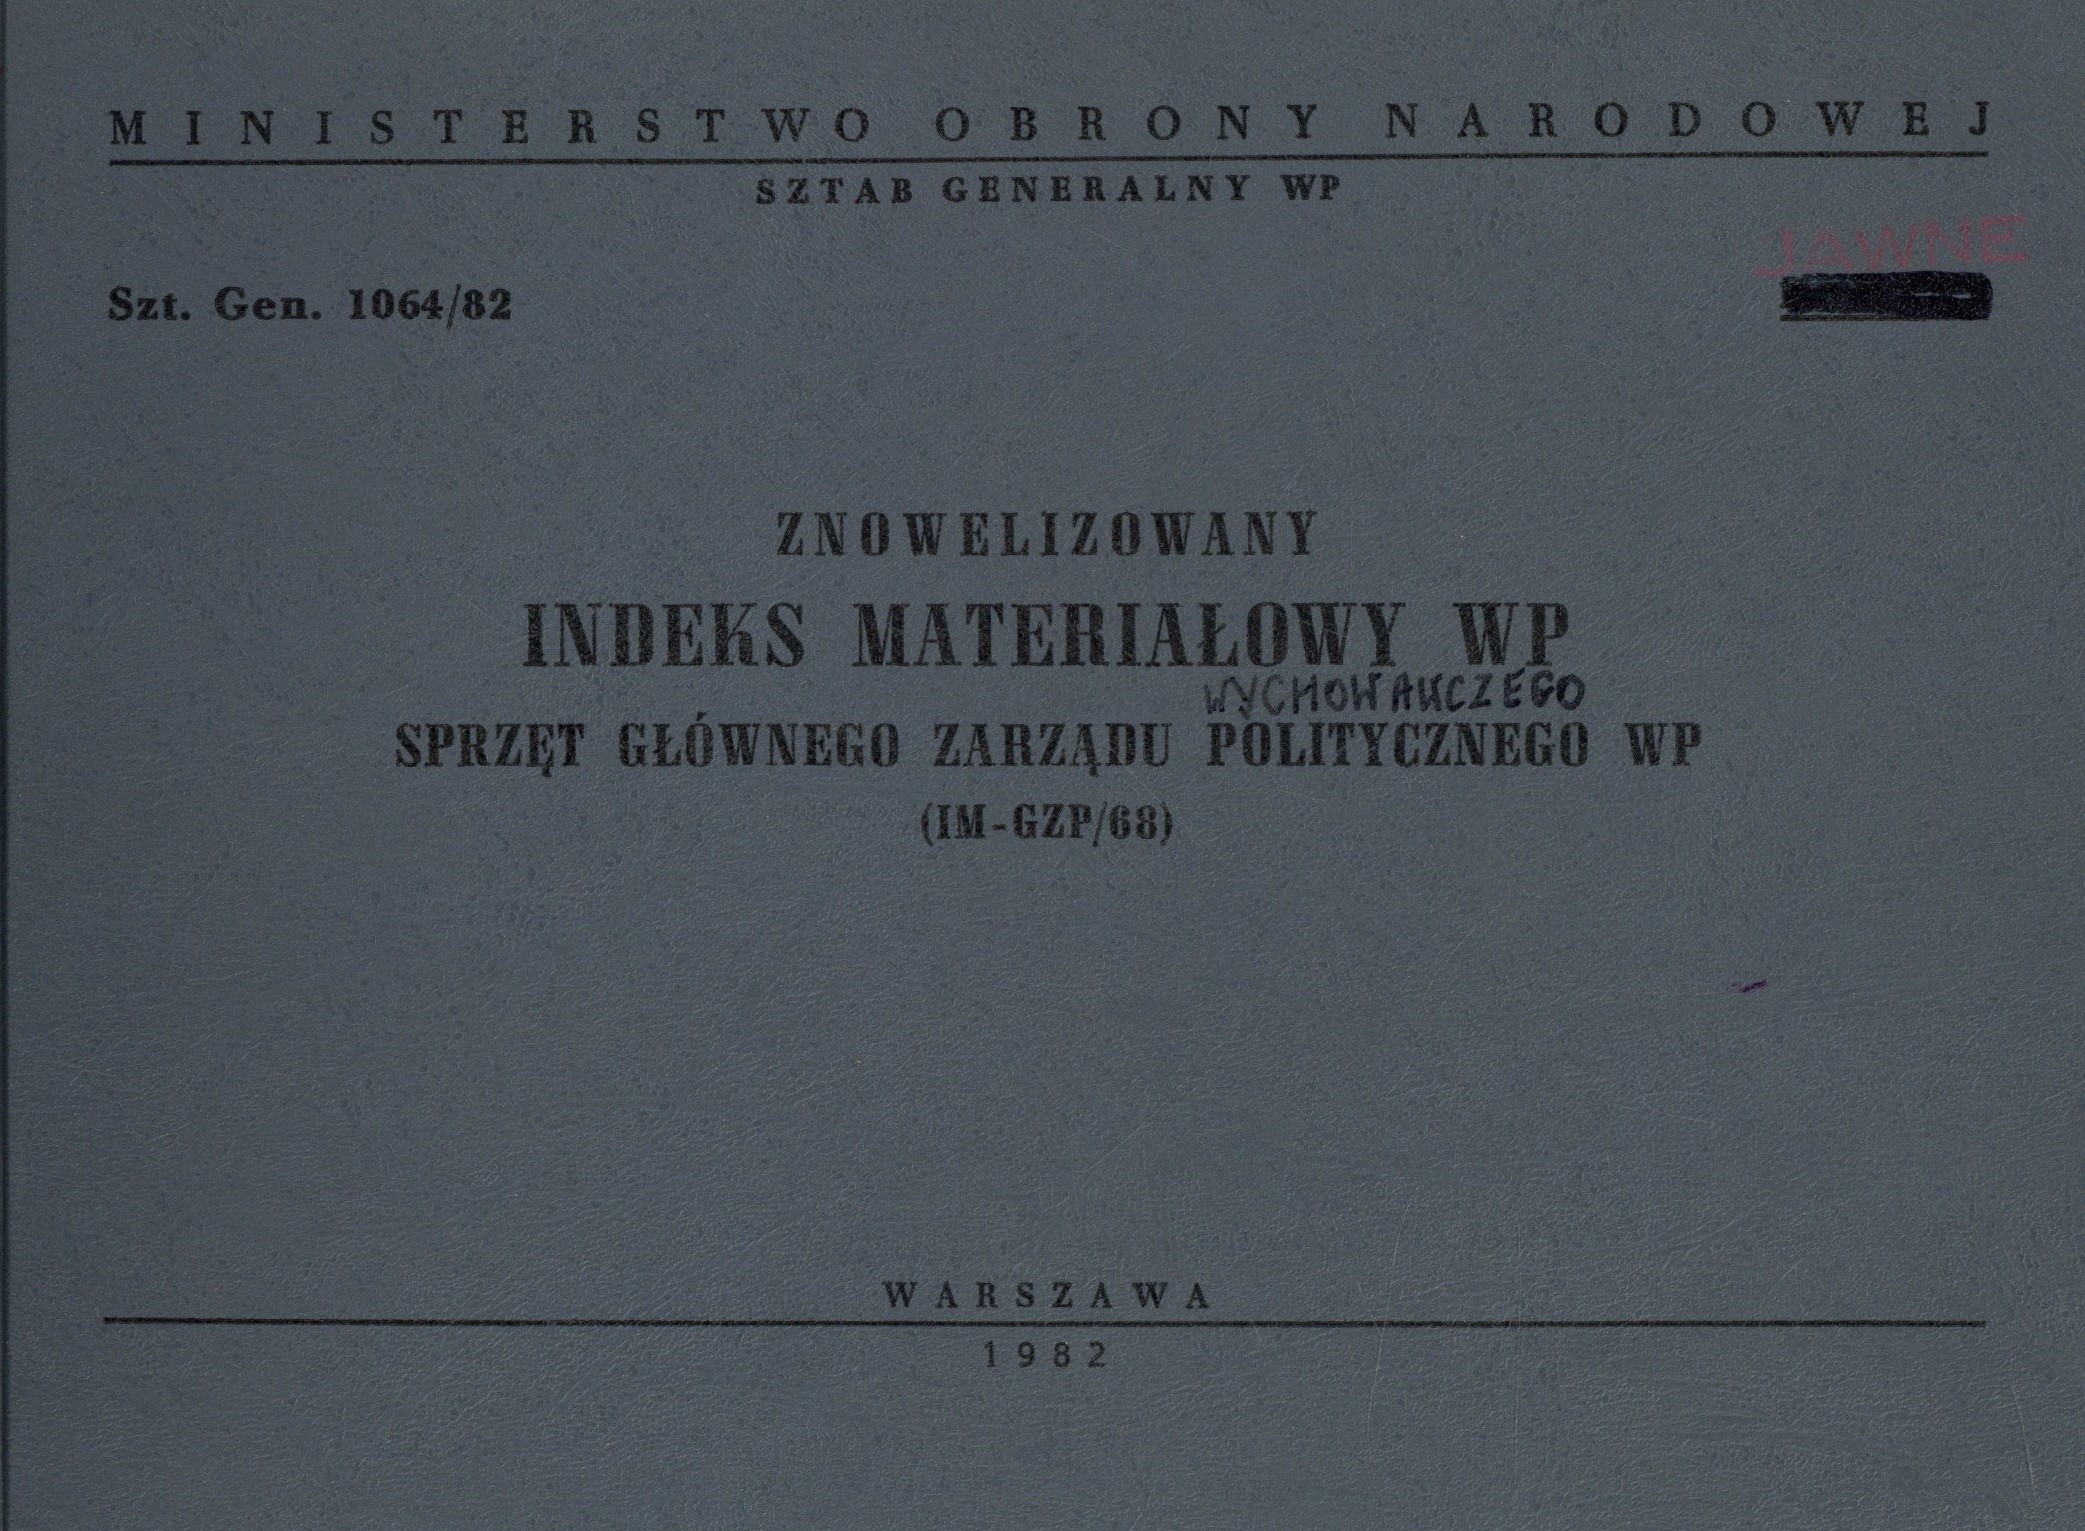 MINISTERSTWO OBRONY NARODOWEJ
SZTAB GENERALNY WP
JAWNE
Szt. Gen. 1064/82
ZNOWELIZOWANY
INDEKS MATERIAŁOWY WP
WYCHOWAWCZEGO
SPRZĘT GŁÓWNEGO ZARZĄDU POLITYCZNEGO WP
(IM-GZP/68)
WARSZAWA
1982